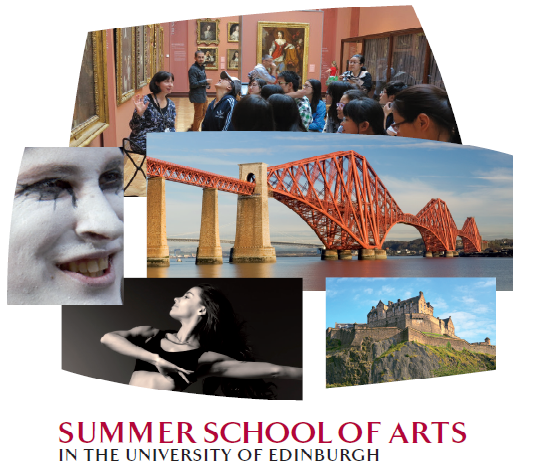 SUMMER SCHOOL OF ARTS
IN THE UNIVERSITY OF EDINBURGH